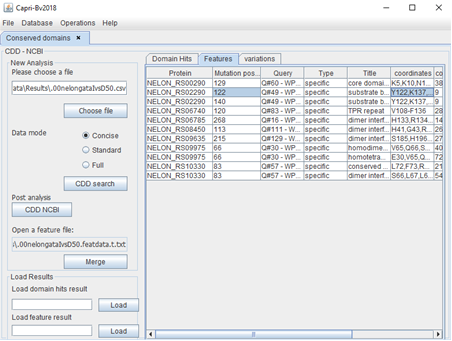 Capri-Bv2018
File Database Operations Help
Conserved domains ×
CDD - NCBI
New Analysis
Please choose a file
ata\Results\,00nelongataIvsD50.csv
Choose file
Data mode
Concise
Standard
Full
CDD search
Post analysis
CDD NCBI
Open a feature file:
\,00nelongataIvsD50.featdata.t.txt
Merge
Load Results
Load domain hits result
Load
Load feature result
Load
Domain Hits Features variations
Protein Mutation pos... Query Type Title coordinates co
NELON_RS00290 129 Q#60 - WP... specific core domai... K5,K10,N1... 38
NELON_RS02290 122 Q#49 - WP... specific substrate b... Y122,K137,... 9
NELON_RS02290 140 Q#49 - WP... specific substrate b... Y122,K137,... 9
NELON_RS06740 120 Q#83 - WP... specific TPR repeat V108-F136 28
NELON_RS06785 268 Q#16 - WP... specific dimer interf... H133,R134... 14
NELON_RS08450 113 Q#111 - W... specific dimer interf... H41,G43,R... 26
NELON_RS09635 215 Q#129 - W... specific dimer interf... S185,H196... 27
NELON_RS09975 66 Q#30 - WP... specific homodime... V65,Q66,S... 40
NELON_RS09975 66 Q#30 - WP... specific homotetra... E30,V65,Q... 72
NELON_RS10330 83 Q#57 - WP... specific conserved ... L72,F73,R... 21
NELON_RS10330 83 Q#57 - WP... specific dimer interf... S66,L67,L6... 54